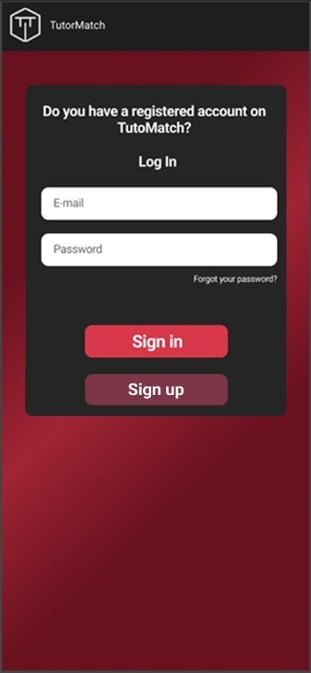 TutorMatch
Do you have a registered account on
TutoMatch?
Log In
E-mail
Password
Forgot your password?
Sign in
Sign up